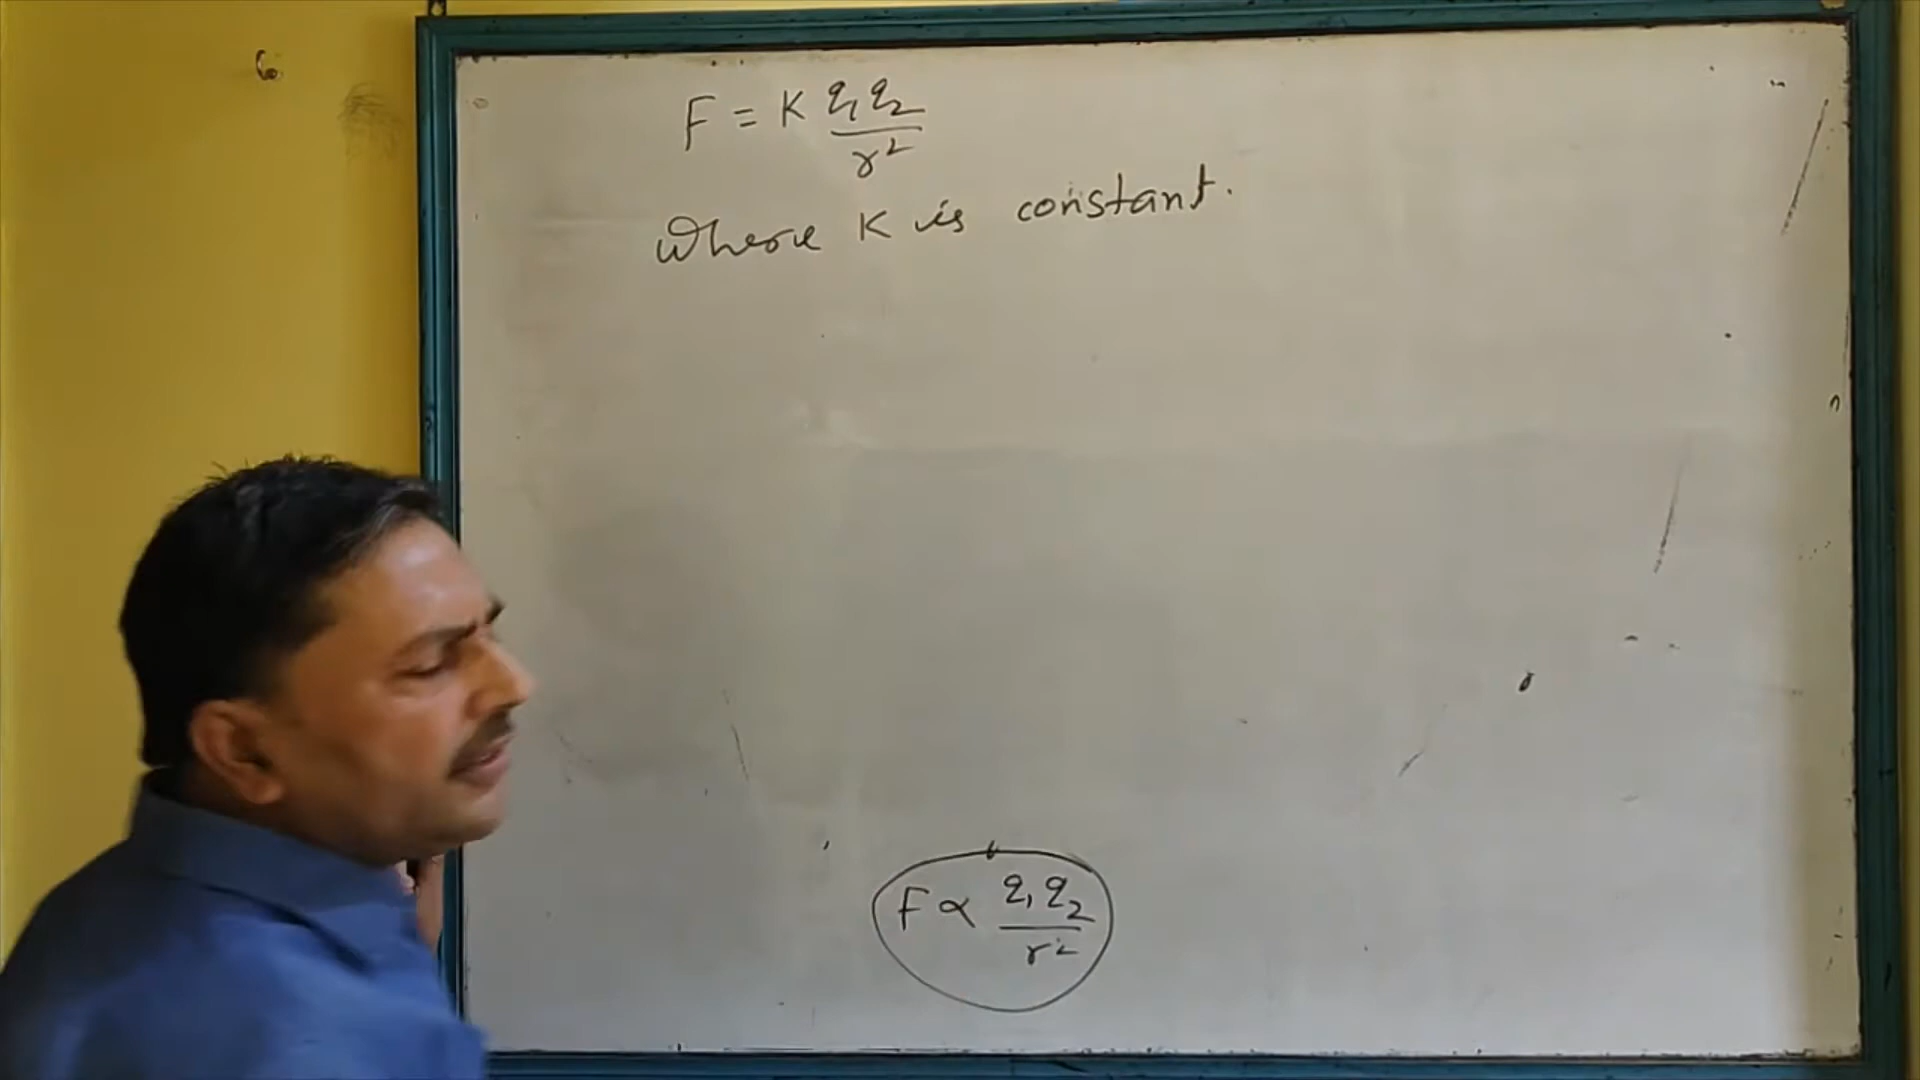 F = K q₁q₂/r²
Where K is constant.
F ∝ q₁q₂/r²